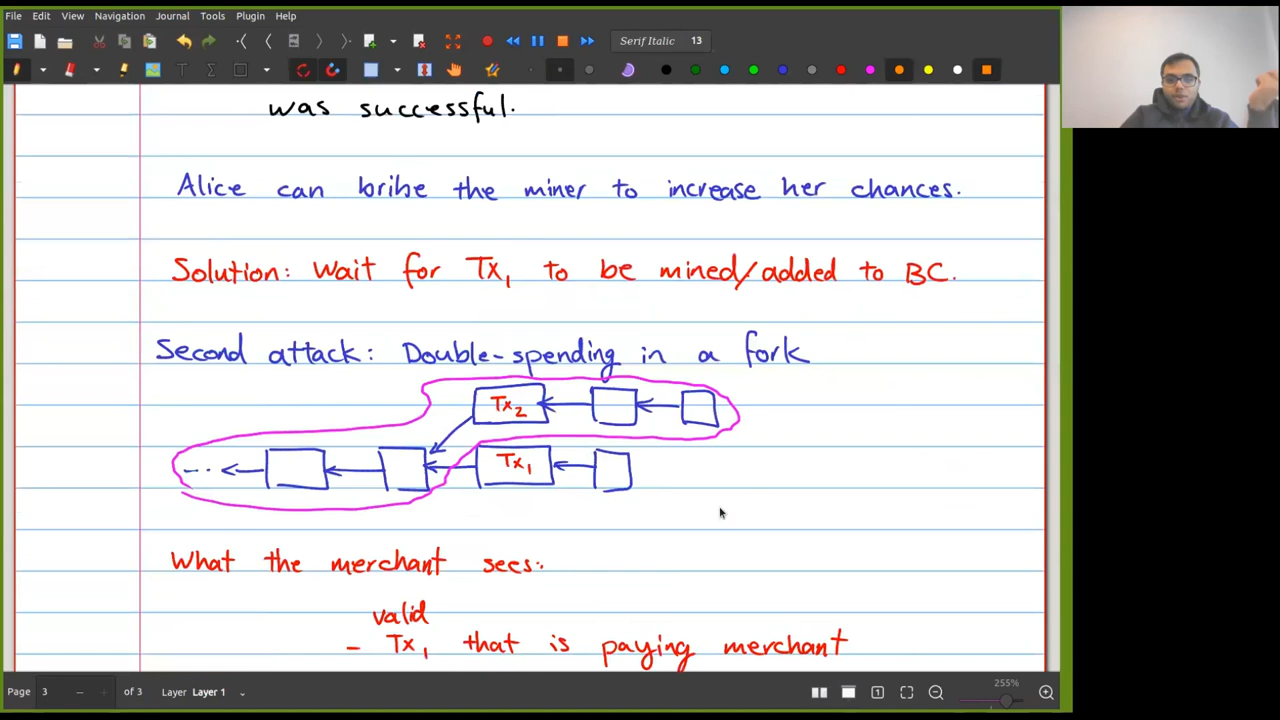 File Edit View Navigation Journal Tools Plugin Help
Serif Italic 13
was successful.
Alice can bribe the miner to increase her chances.
Solution: Wait for Tx1 to be mined/added to BC.
Second attack: Double-spending in a fork
Tx2
... Tx1
What the merchant sees:
valid
- Tx1 that is paying merchant
255%
Page 3 of 3 Layer Layer 1